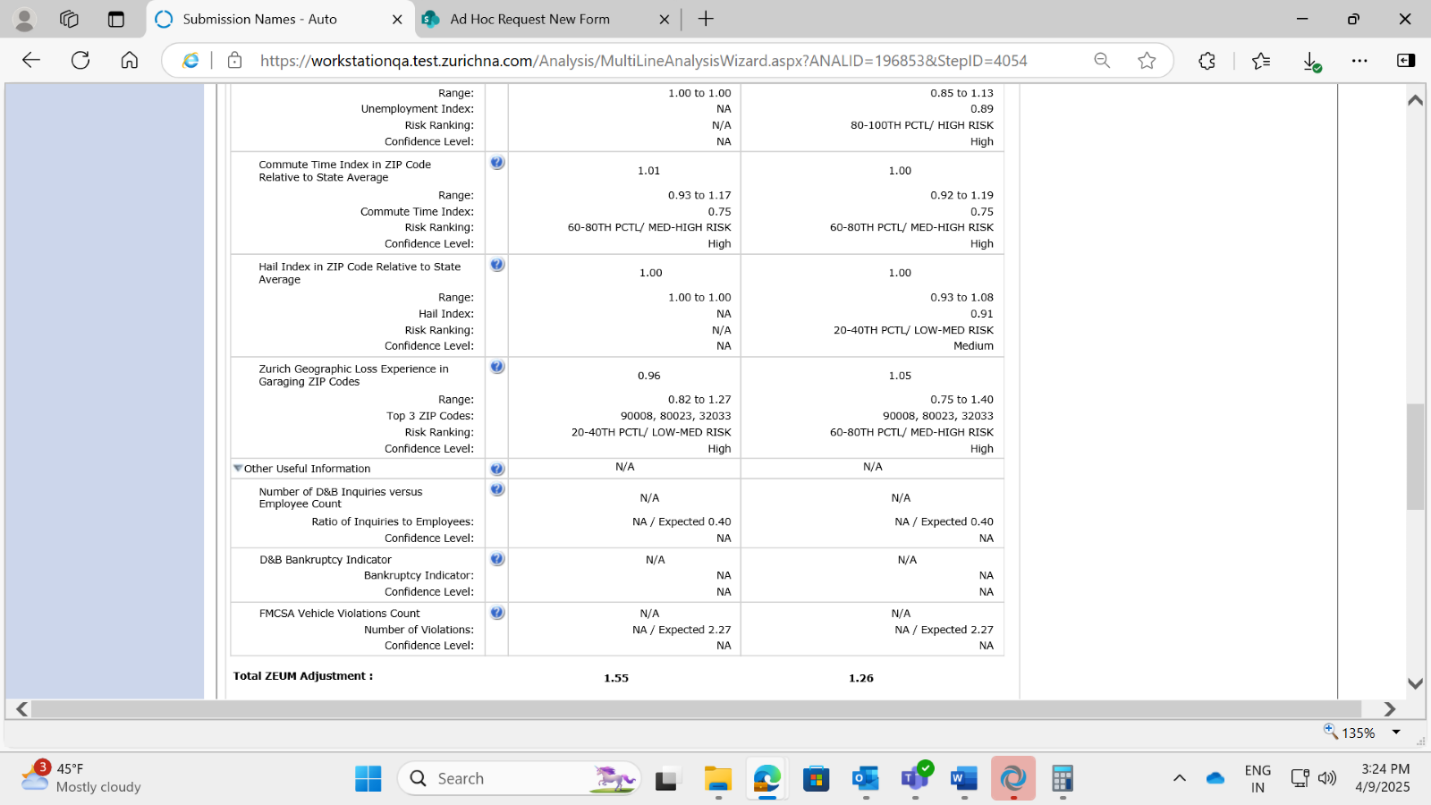 Submission Names - Auto
Ad Hoc Request New Form
https://workstationqa.test.zurichna.com/Analysis/MultiLineAnalysisWizard.aspx?ANALID=196853&StepID=4054
Range: 1.00 to 1.00 0.85 to 1.13
Unemployment Index: NA 0.89
Risk Ranking: N/A 80-100TH PCTL/ HIGH RISK
Confidence Level: NA High
Commute Time Index in ZIP Code
Relative to State Average
1.01 1.00
Range: 0.93 to 1.17 0.92 to 1.19
Commute Time Index: 0.75 0.75
Risk Ranking: 60-80TH PCTL/ MED-HIGH RISK 60-80TH PCTL/ MED-HIGH RISK
Confidence Level: High High
Hail Index in ZIP Code Relative to State
Average
1.00 1.00
Range: 1.00 to 1.00 0.93 to 1.08
Hail Index: NA 0.91
Risk Ranking: N/A 20-40TH PCTL/ LOW-MED RISK
Confidence Level: NA Medium
Zurich Geographic Loss Experience in
Garaging ZIP Codes
0.96 1.05
Range: 0.82 to 1.27 0.75 to 1.40
Top 3 ZIP Codes: 90008, 80023, 32033 90008, 80023, 32033
Risk Ranking: 20-40TH PCTL/ LOW-MED RISK 60-80TH PCTL/ MED-HIGH RISK
Confidence Level: High High
Other Useful Information N/A N/A
Number of D&B Inquiries versus
Employee Count
N/A N/A
Ratio of Inquiries to Employees: NA / Expected 0.40 NA / Expected 0.40
Confidence Level: NA NA
D&B Bankruptcy Indicator N/A N/A
Bankruptcy Indicator: NA NA
Confidence Level: NA NA
FMCSA Vehicle Violations Count N/A N/A
Number of Violations: NA / Expected 2.27 NA / Expected 2.27
Confidence Level: NA NA
Total ZEUM Adjustment : 1.55 1.26
135%
3
45°F
Mostly cloudy
Search
ENG
IN
3:24 PM
4/9/2025